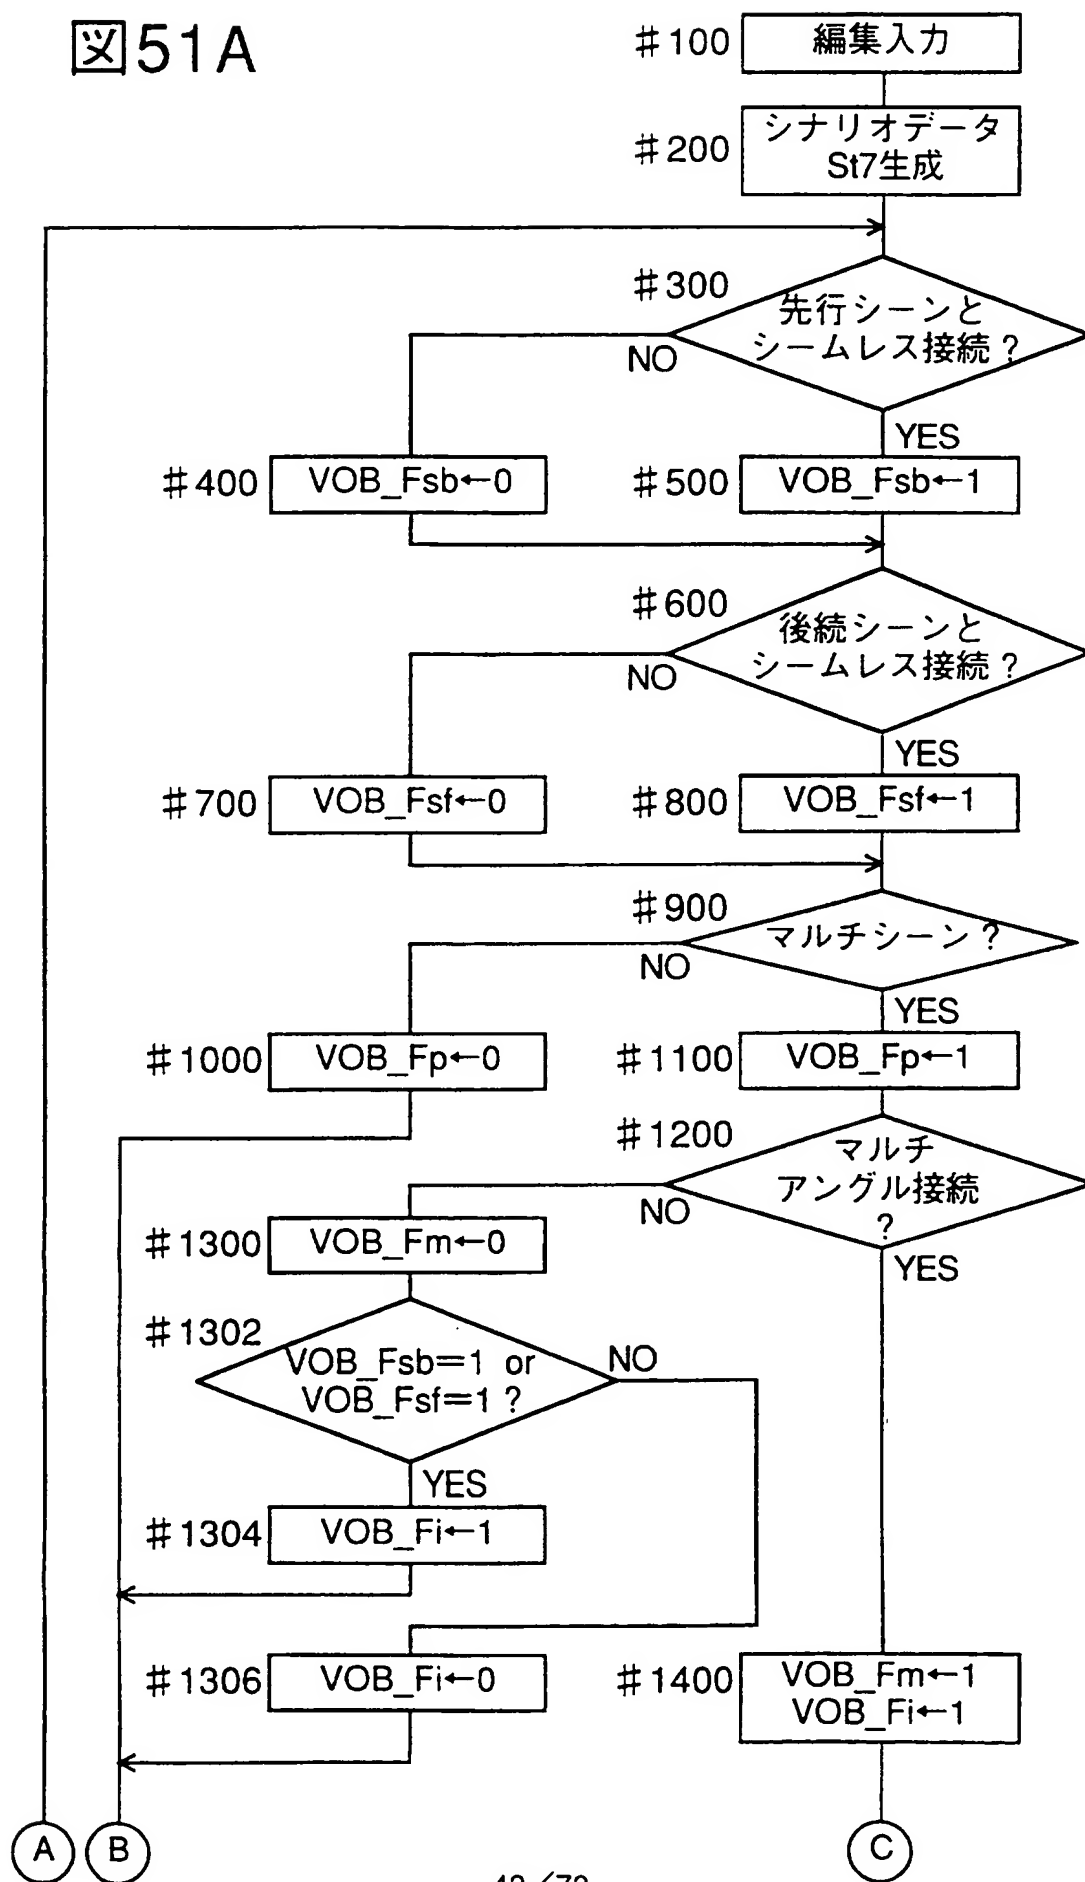 図51A
#100
編集入力
#200
シナリオデータ
St7生成
#300
先行シーンと
シームレス接続?
NO
YES
#400
VOB_Fsb←0
#500
VOB_Fsb←1
#600
後続シーンと
シームレス接続?
NO
YES
#700
VOB_Fsf←0
#800
VOB_Fsf←1
#900
マルチシーン?
NO
YES
#1000
VOB_Fp←0
#1100
VOB_Fp←1
#1200
マルチ
アングル接続
?
NO
YES
#1300
VOB_Fm←0
#1302
VOB_Fsb=1 or
VOB_Fsf=1?
NO
YES
#1304
VOB_Fi←1
#1306
VOB_Fi←0
#1400
VOB_Fm←1
VOB_Fi←1
A
B
C